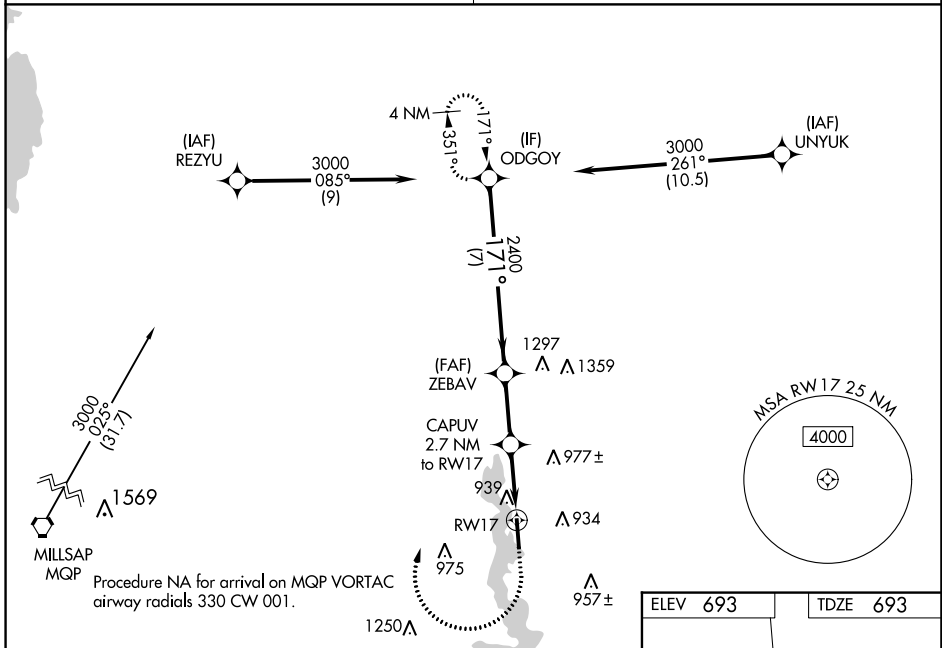 4 NM
351°
171°
(IF)
ODGOY
(IAF)
REZYU
3000
085°
(9)
(IAF)
UNYUK
3000
261°
(10.5)
2400
171°
(7)
1297
1359
(FAF)
ZEBAV
CAPUV
2.7 NM
to RW17
977±
939
RW17
934
975
957±
1250
3000
025°
(31.7)
1569
MILLSAP
MQP
Procedure NA for arrival on MQP VORTAC
airway radials 330 CW 001.
MSA RW17 25 NM
4000
ELEV 693
TDZE 693